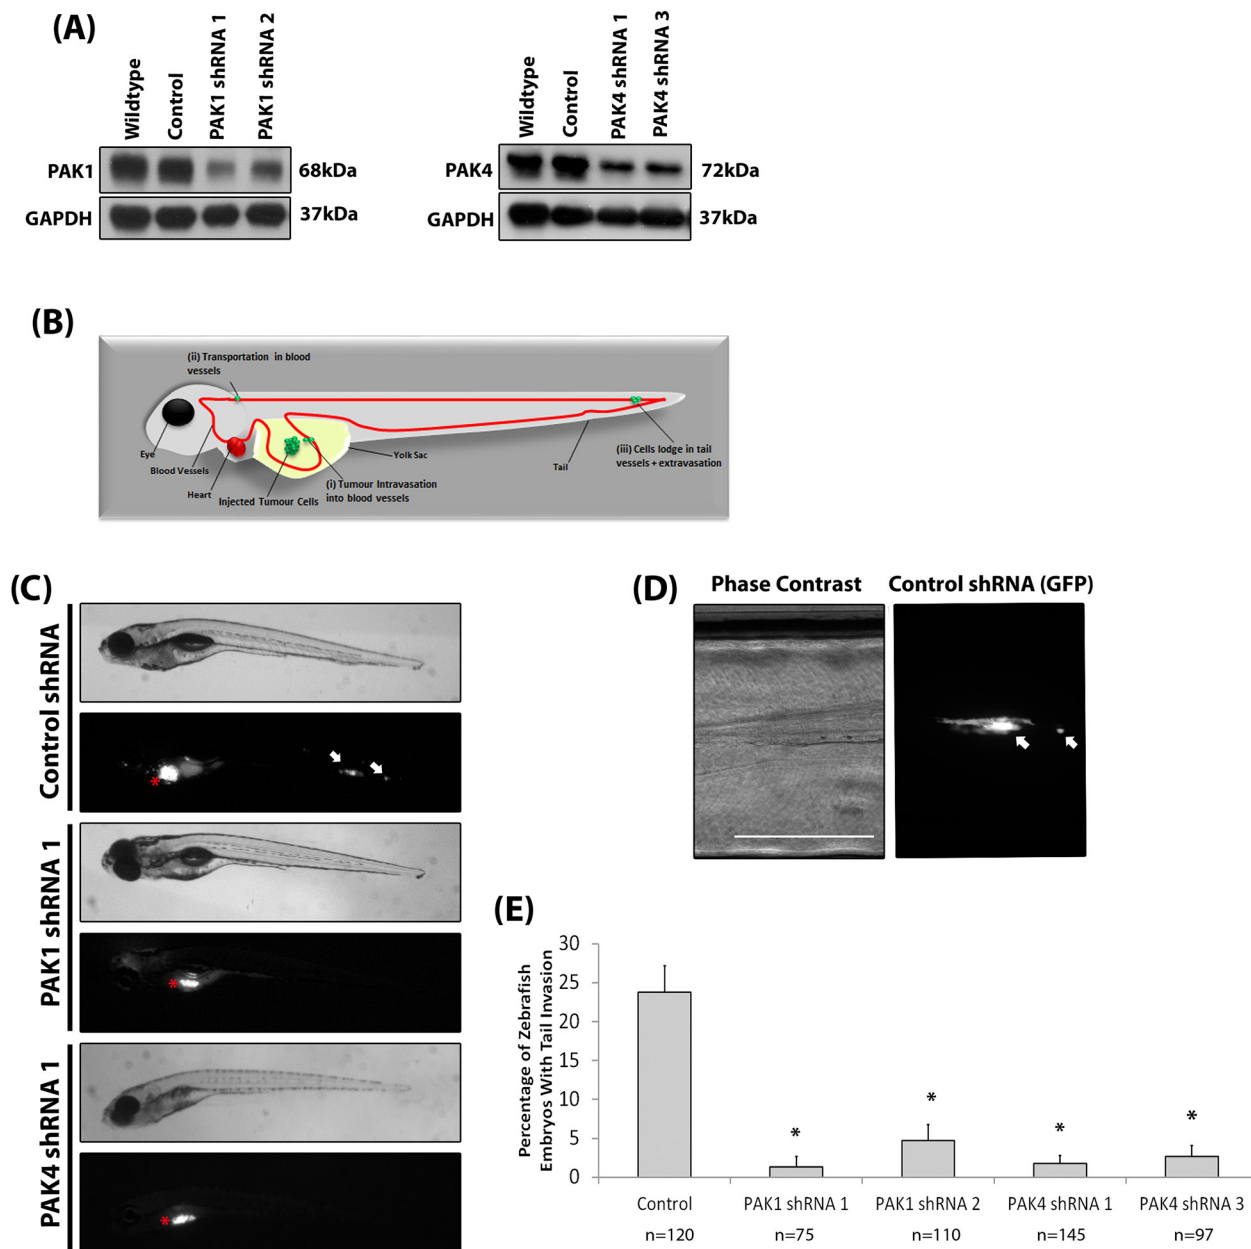 (A)
Wildtype
Control
PAK1 shRNA 1
PAK1 shRNA 2
PAK1
68kDa
GAPDH
37kDa
Wildtype
Control
PAK4 shRNA 1
PAK4 shRNA 3
PAK4
72kDa
GAPDH
37kDa
(B)
(ii) Transportation in blood
vessels
Eye
Blood Vessels
Heart
Injected Tumour Cells
(i) Tumour Intravasation
into blood vessels
Yolk Sac
Tail
(iii) Cells lodge in tail
vessels + extravasation
(C)
Control shRNA
*
PAK1 shRNA 1
*
PAK4 shRNA 1
*
(D)
Phase Contrast
Control shRNA (GFP)
(E)
Percentage of Zebrafish
Embryos With Tail Invasion
30
25
20
15
10
5
0
*
*
*
*
Control
PAK1 shRNA 1
PAK1 shRNA 2
PAK4 shRNA 1
PAK4 shRNA 3
n=120
n=75
n=110
n=145
n=97